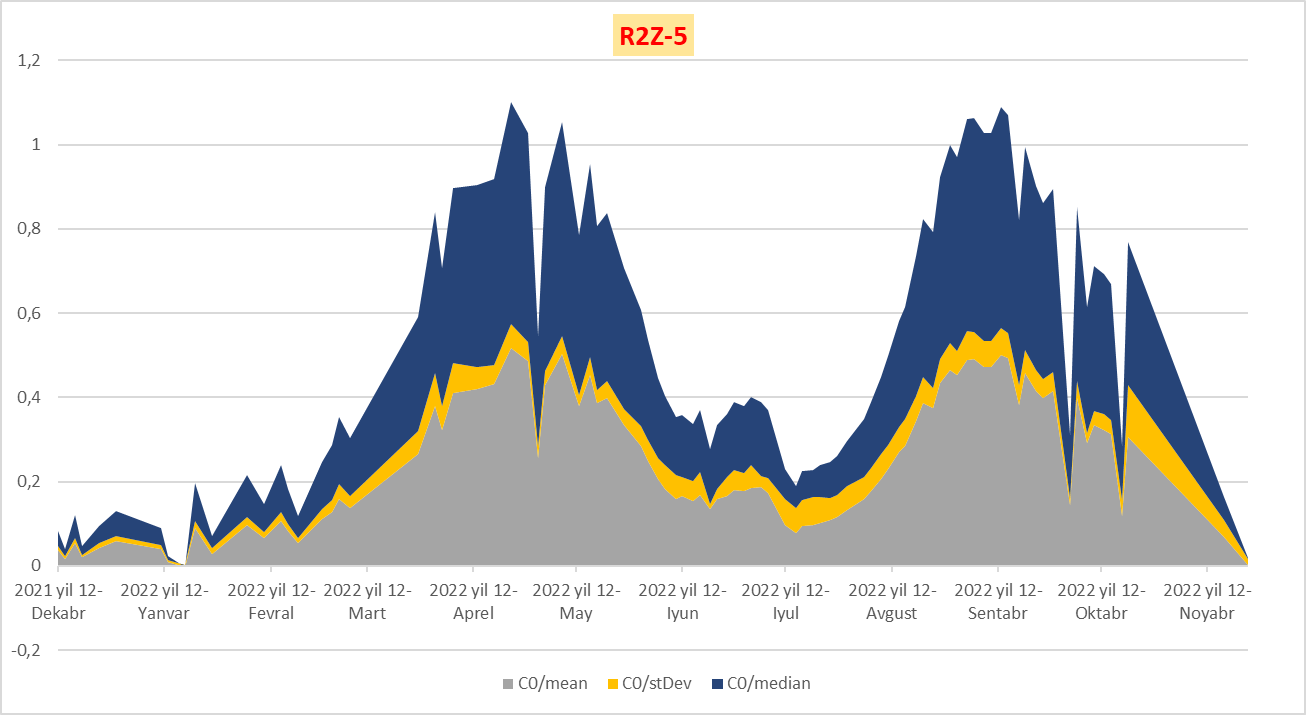 R2Z-5
1,2
1
0,8
0,6
0,4
0,2
0
-0,2
2021 yil 12-
Dekabr
2022 yil 12-
Yanvar
2022 yil 12-
Fevral
2022 yil 12-
Mart
2022 yil 12-
Aprel
2022 yil 12-
May
2022 yil 12-
Iyun
2022 yil 12-
Iyul
2022 yil 12-
Avgust
2022 yil 12-
Sentabr
2022 yil 12-
Oktabr
2022 yil 12-
Noyabr
C0/mean
C0/stDev
C0/median